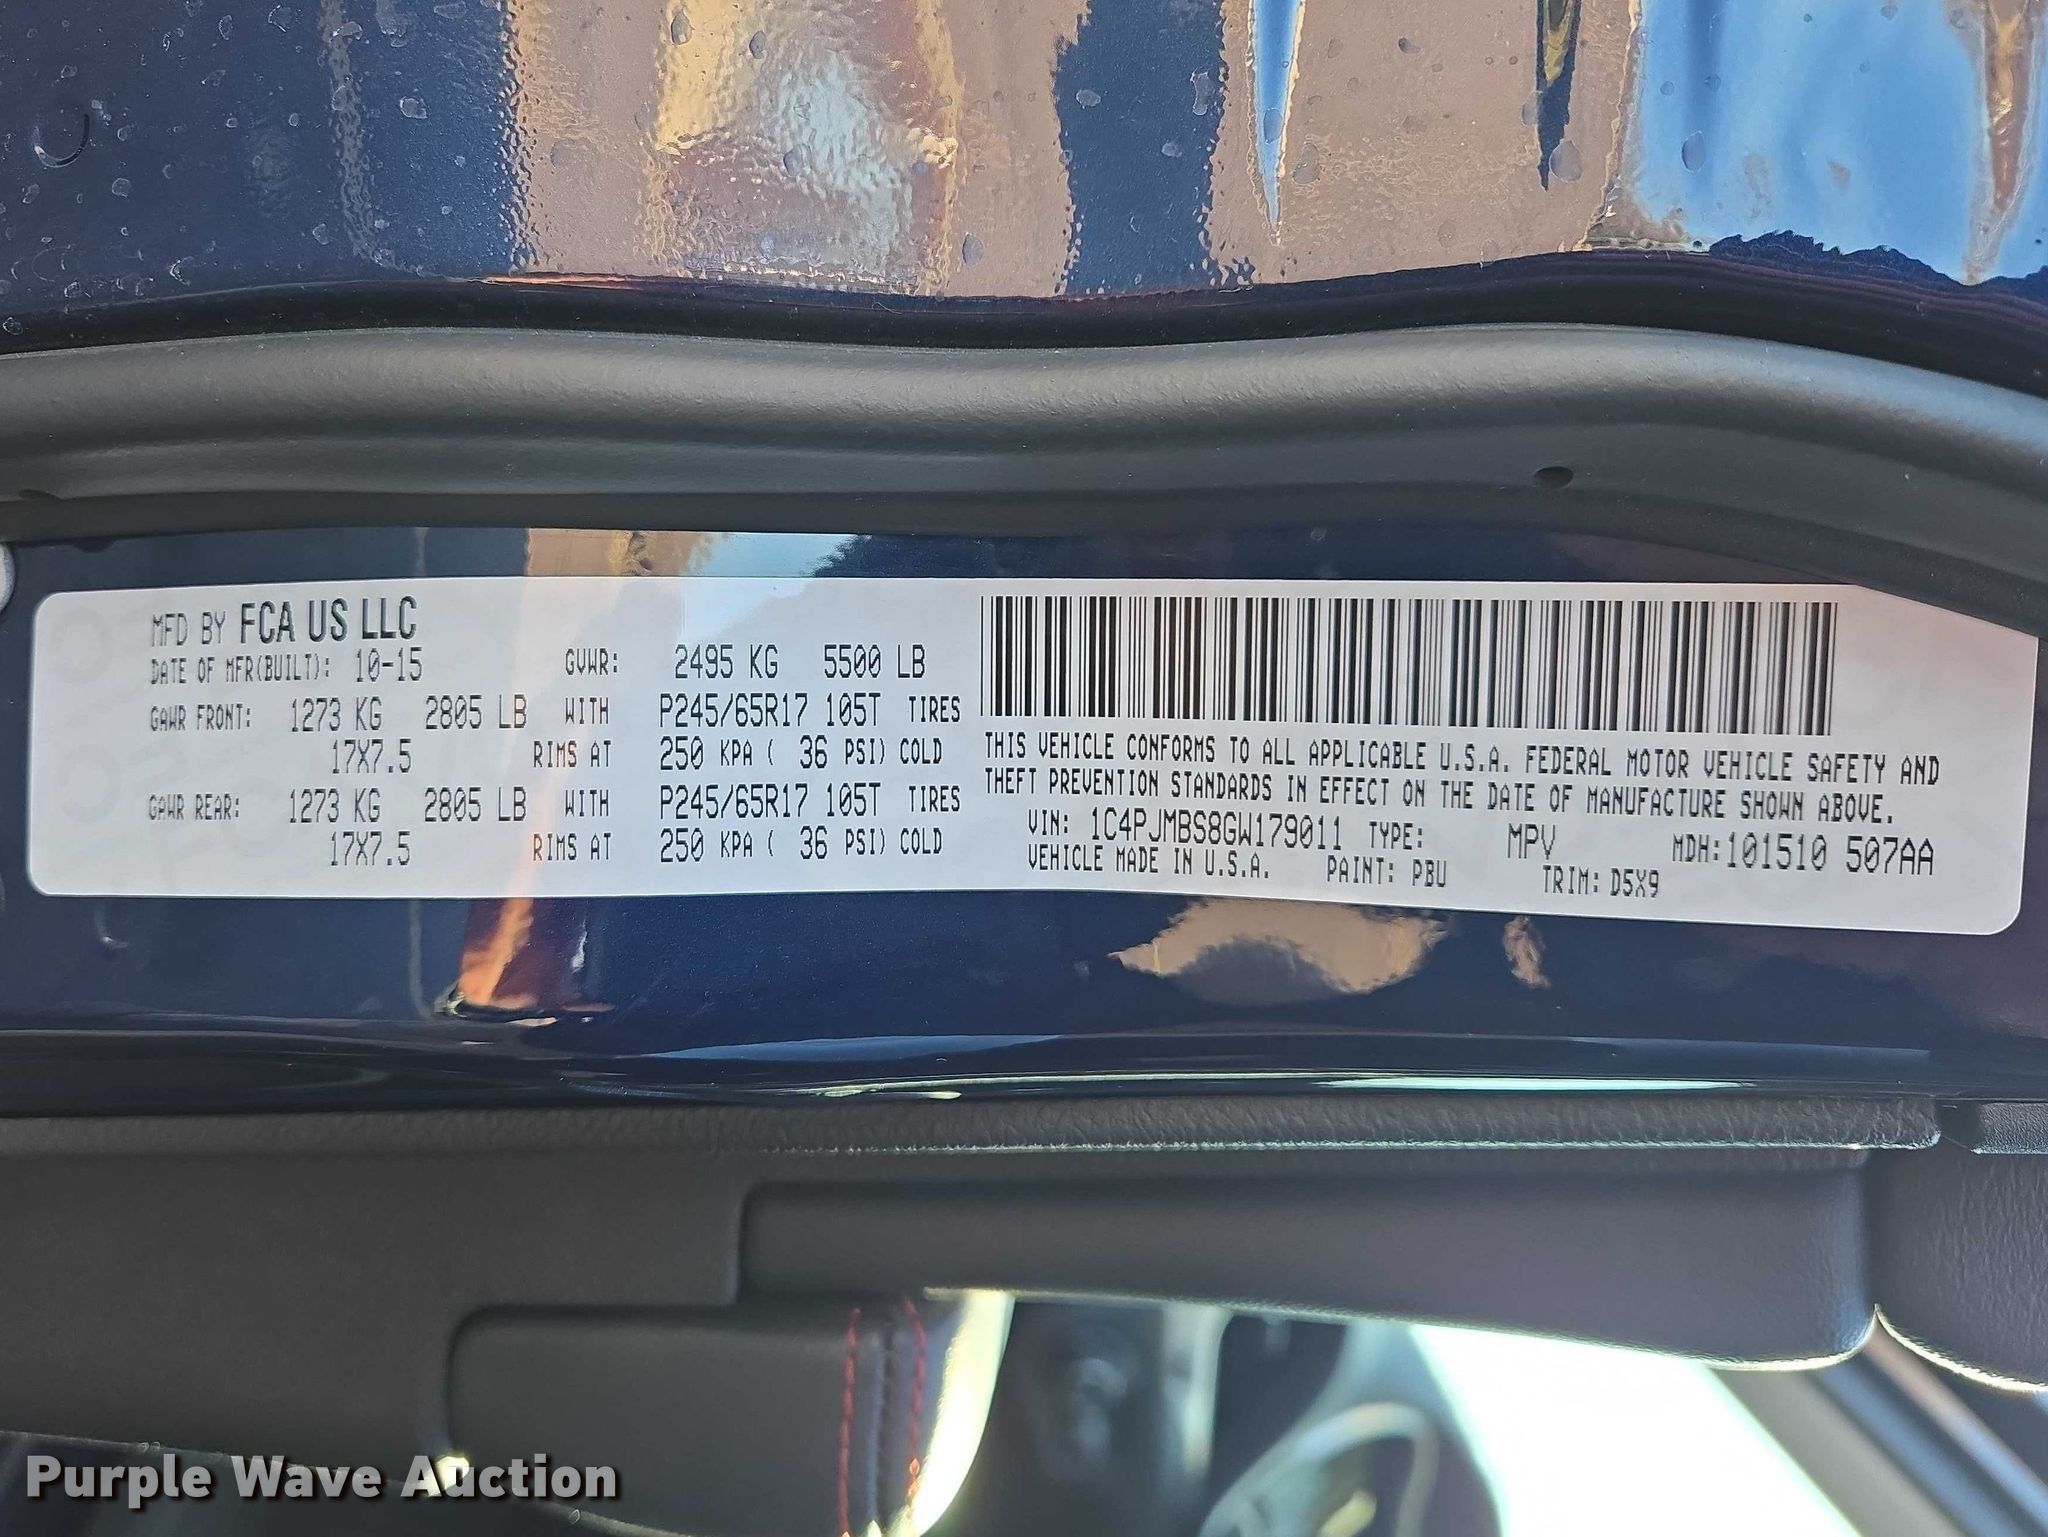 MFD BY FCA US LLC
DATE OF MFR(BUILT): 10-15 GVWR: 2495 KG 5500 LB
GAWR FRONT: 1273 KG 2805 LB WITH P245/65R17 105T TIRES
17X7.5 RIMS AT 250 KPA ( 36 PSI) COLD
GAWR REAR: 1273 KG 2805 LB WITH P245/65R17 105T TIRES
17X7.5 RIMS AT 250 KPA ( 36 PSI) COLD
THIS VEHICLE CONFORMS TO ALL APPLICABLE U.S.A. FEDERAL MOTOR VEHICLE SAFETY AND
THEFT PREVENTION STANDARDS IN EFFECT ON THE DATE OF MANUFACTURE SHOWN ABOVE.
VIN: 1C4PJMBS8GW179011 TYPE: MPV MDH:101510 507AA
VEHICLE MADE IN U.S.A. PAINT: PBU TRIM: D5X9
Purple Wave Auction